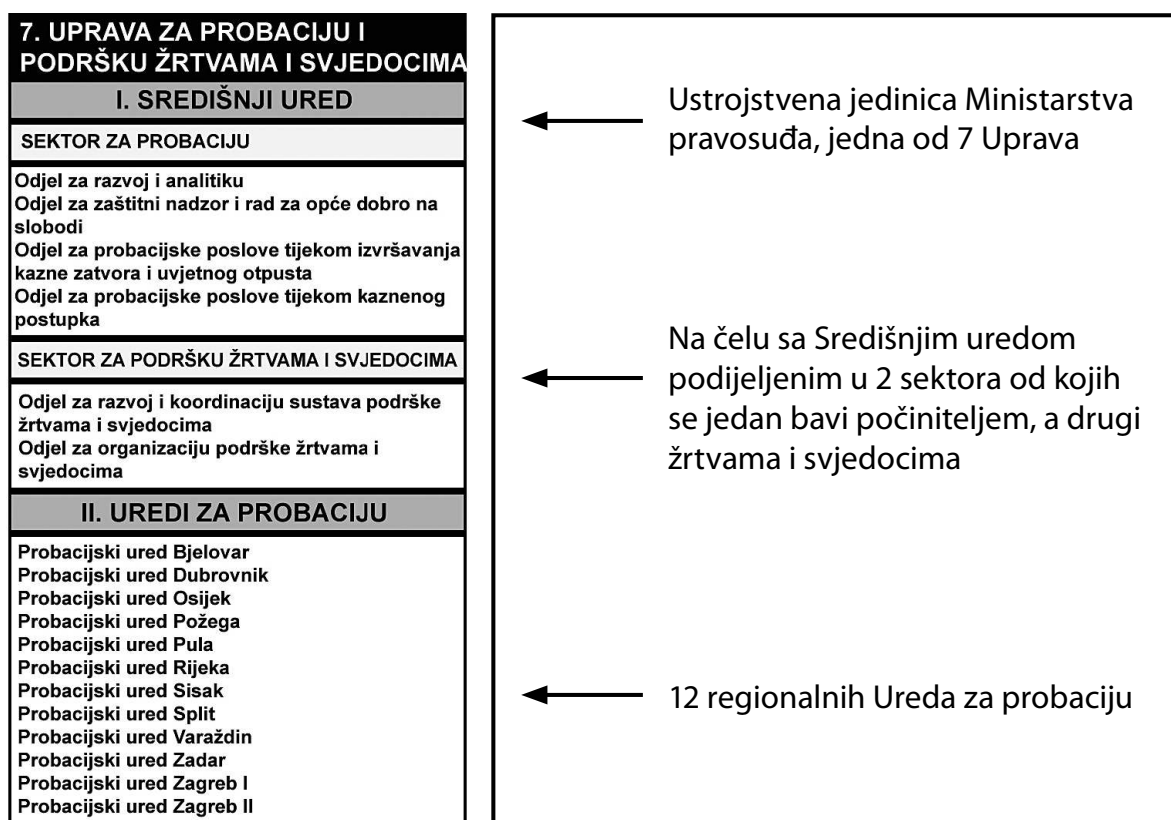 7. UPRAVA ZA PROBACIJU I
PODRŠKU ŽRTVAMA I SVJEDOCIMA
I. SREDIŠNJI URED
SEKTOR ZA PROBACIJU
Odjel za razvoj i analitiku
Odjel za zaštitni nadzor i rad za opće dobro na
slobodi
Odjel za probacijske poslove tijekom izvršavanja
kazne zatvora i uvjetnog otpusta
Odjel za probacijske poslove tijekom kaznenog
postupka
SEKTOR ZA PODRŠKU ŽRTVAMA I SVJEDOCIMA
Odjel za razvoj i koordinaciju sustava podrške
žrtvama i svjedocima
Odjel za organizaciju podrške žrtvama i
svjedocima
II. UREDI ZA PROBACIJU
Probacijski ured Bjelovar
Probacijski ured Dubrovnik
Probacijski ured Osijek
Probacijski ured Požega
Probacijski ured Pula
Probacijski ured Rijeka
Probacijski ured Sisak
Probacijski ured Split
Probacijski ured Varaždin
Probacijski ured Zadar
Probacijski ured Zagreb I
Probacijski ured Zagreb II
Ustrojstvena jedinica Ministarstva
pravosuđa, jedna od 7 Uprava
Na čelu sa Središnjim uredom
podijeljenim u 2 sektora od kojih
se jedan bavi počiniteljem, a drugi
žrtvama i svjedocima
12 regionalnih Ureda za probaciju